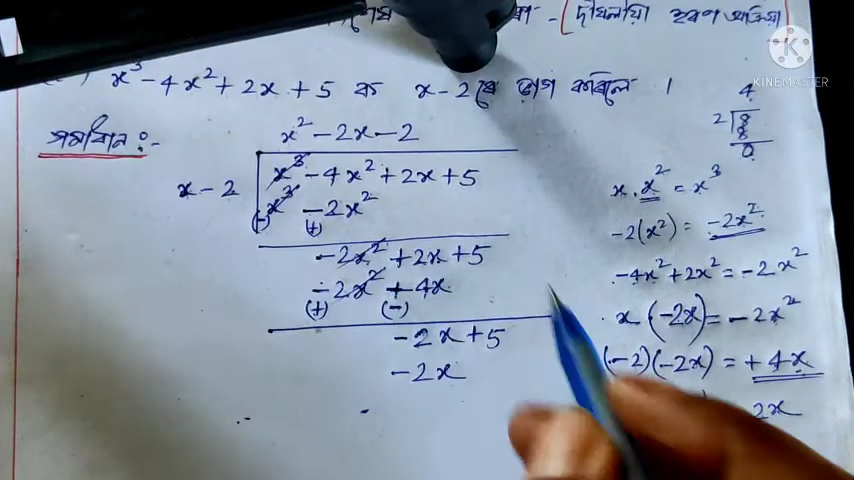 দীঘলীয়া হৰণ প্ৰক্ৰিয়া
KINEMASTER
x³ - 4x² + 2x + 5 ক x - 2 ৰে ভাগ কৰিলে ।
সমাধান :-
x² - 2x - 2
x - 2 x³ - 4x² + 2x + 5
x³ - 2x²
(-) (+)
-2x² + 2x + 5
-2x² + 4x
(+) (-)
-2x + 5
-2x
4
2 8
8
0
x . x² = x³
-2(x²) = -2x²
-4x² + 2x² = -2x²
x (-2x) = -2x²
(-2)(-2x) = +4x
2x